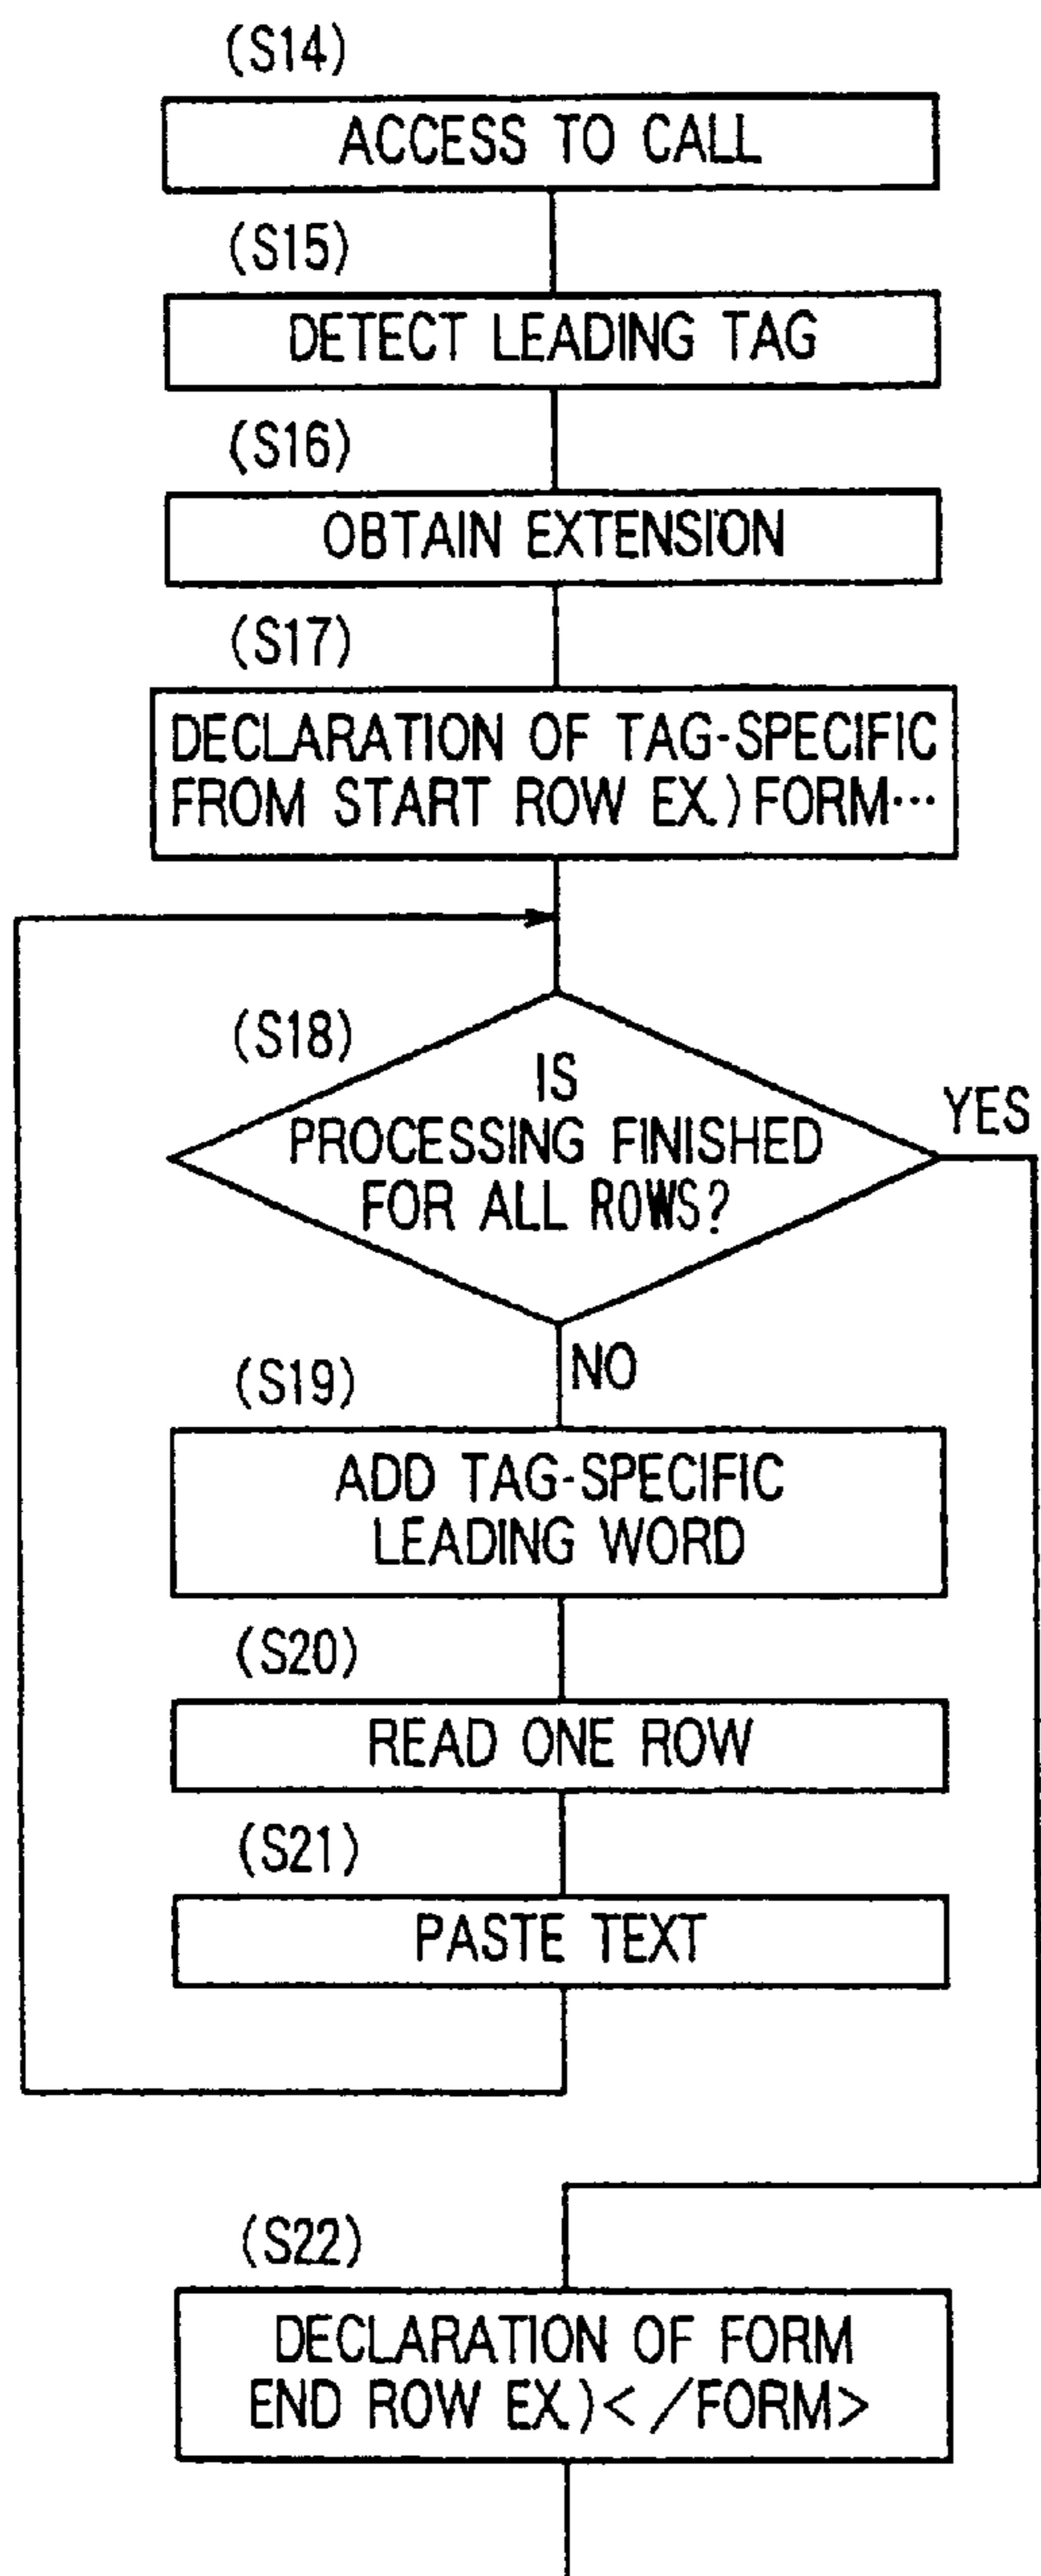 (S14)
ACCESS TO CALL
(S15)
DETECT LEADING TAG
(S16)
OBTAIN EXTENSION
(S17)
DECLARATION OF TAG-SPECIFIC
FROM START ROW EX.) FORM···
(S18)
IS
PROCESSING FINISHED
FOR ALL ROWS?
YES
NO
(S19)
ADD TAG-SPECIFIC
LEADING WORD
(S20)
READ ONE ROW
(S21)
PASTE TEXT
(S22)
DECLARATION OF FORM
END ROW EX.)< /FORM>